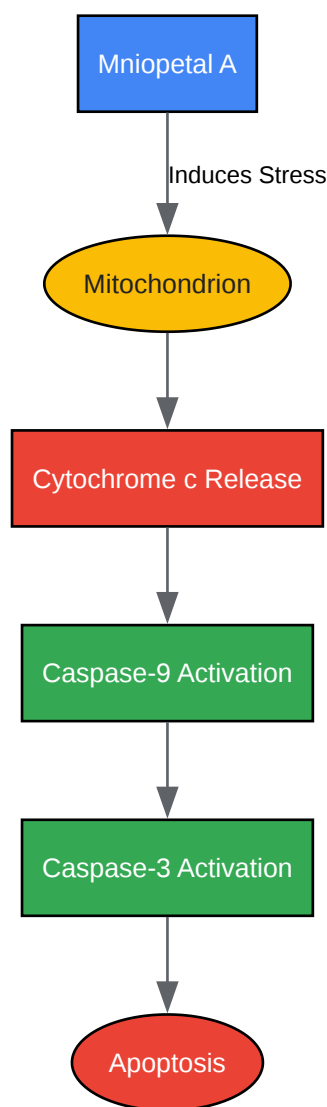 Mniopetal A
Induces Stress
Mitochondrion
Cytochrome c Release
Caspase-9 Activation
Caspase-3 Activation
Apoptosis